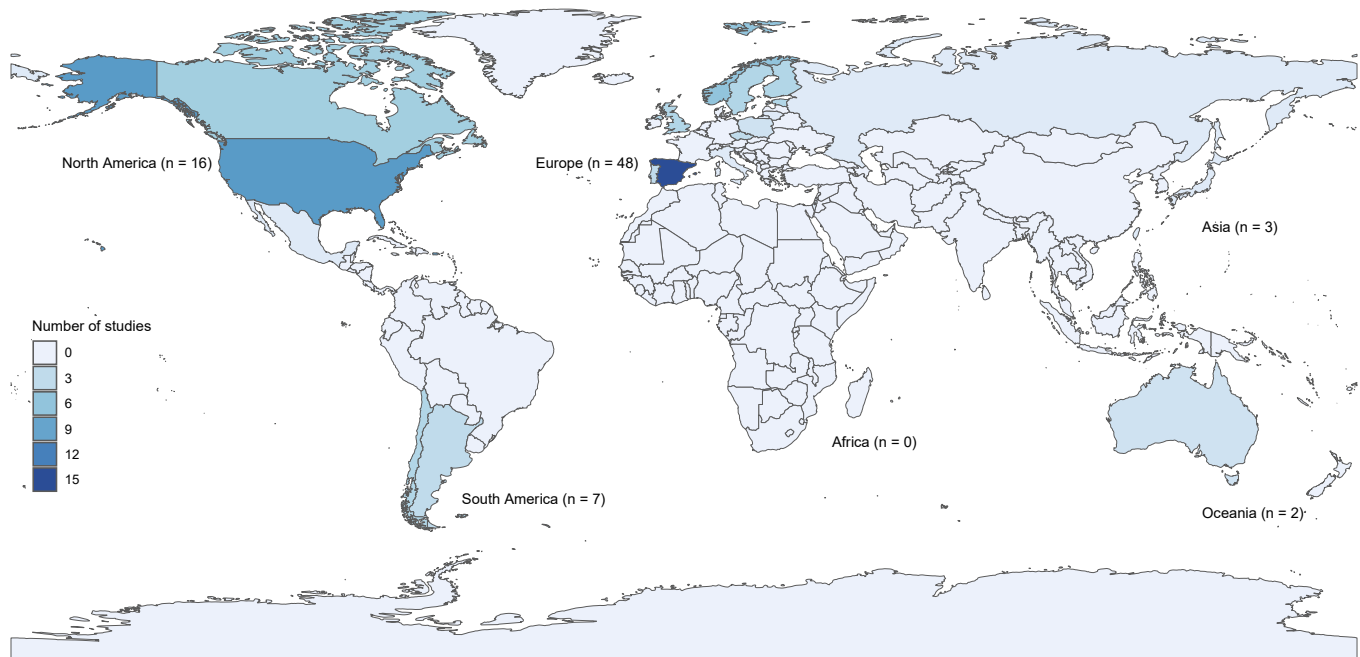 North America (n = 16)
Europe (n = 48)
Asia (n = 3)
Number of studies
0
3
6
9
12
15
Africa (n = 0)
South America (n = 7)
Oceania (n = 2)